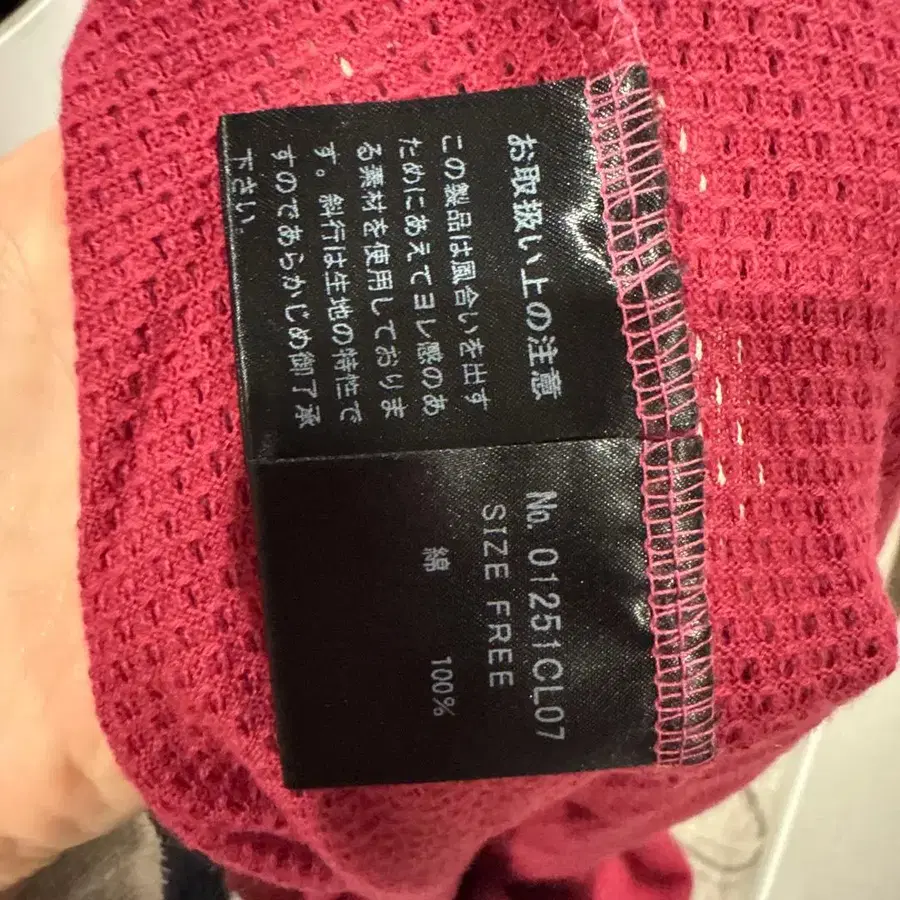 お取扱い上の注意
この製品は風合いを出す
ためにあえてヨレ感のあ
る素材を使用しておりま
す。斜行は生地の特性で
すのであらかじめ御了承
下さい。
No. 01251CL07
SIZE FREE
綿 100%